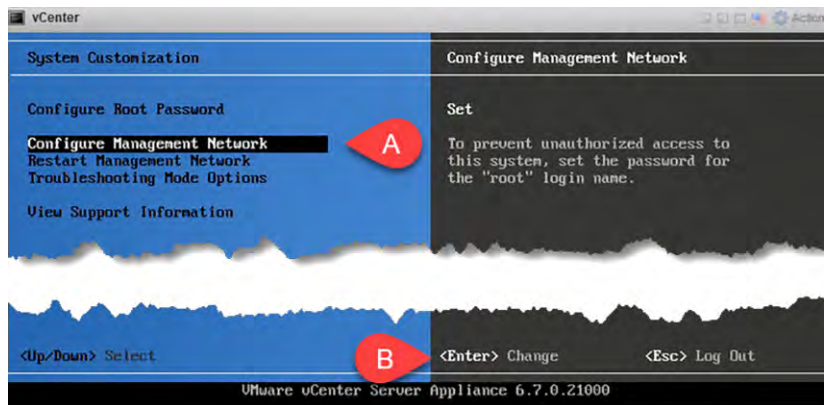 vCenter
Action
System Customization
Configure Management Network
Configure Root Password
Set
Configure Management Network
Restart Management Network
Troubleshooting Mode Options
To prevent unauthorized access to
this system, set the password for
the "root" login name.
View Support Information
A
B
<Up/Down> Select
<Enter> Change
<Esc> Log Out
VMware vCenter Server Appliance 6.7.0.21000